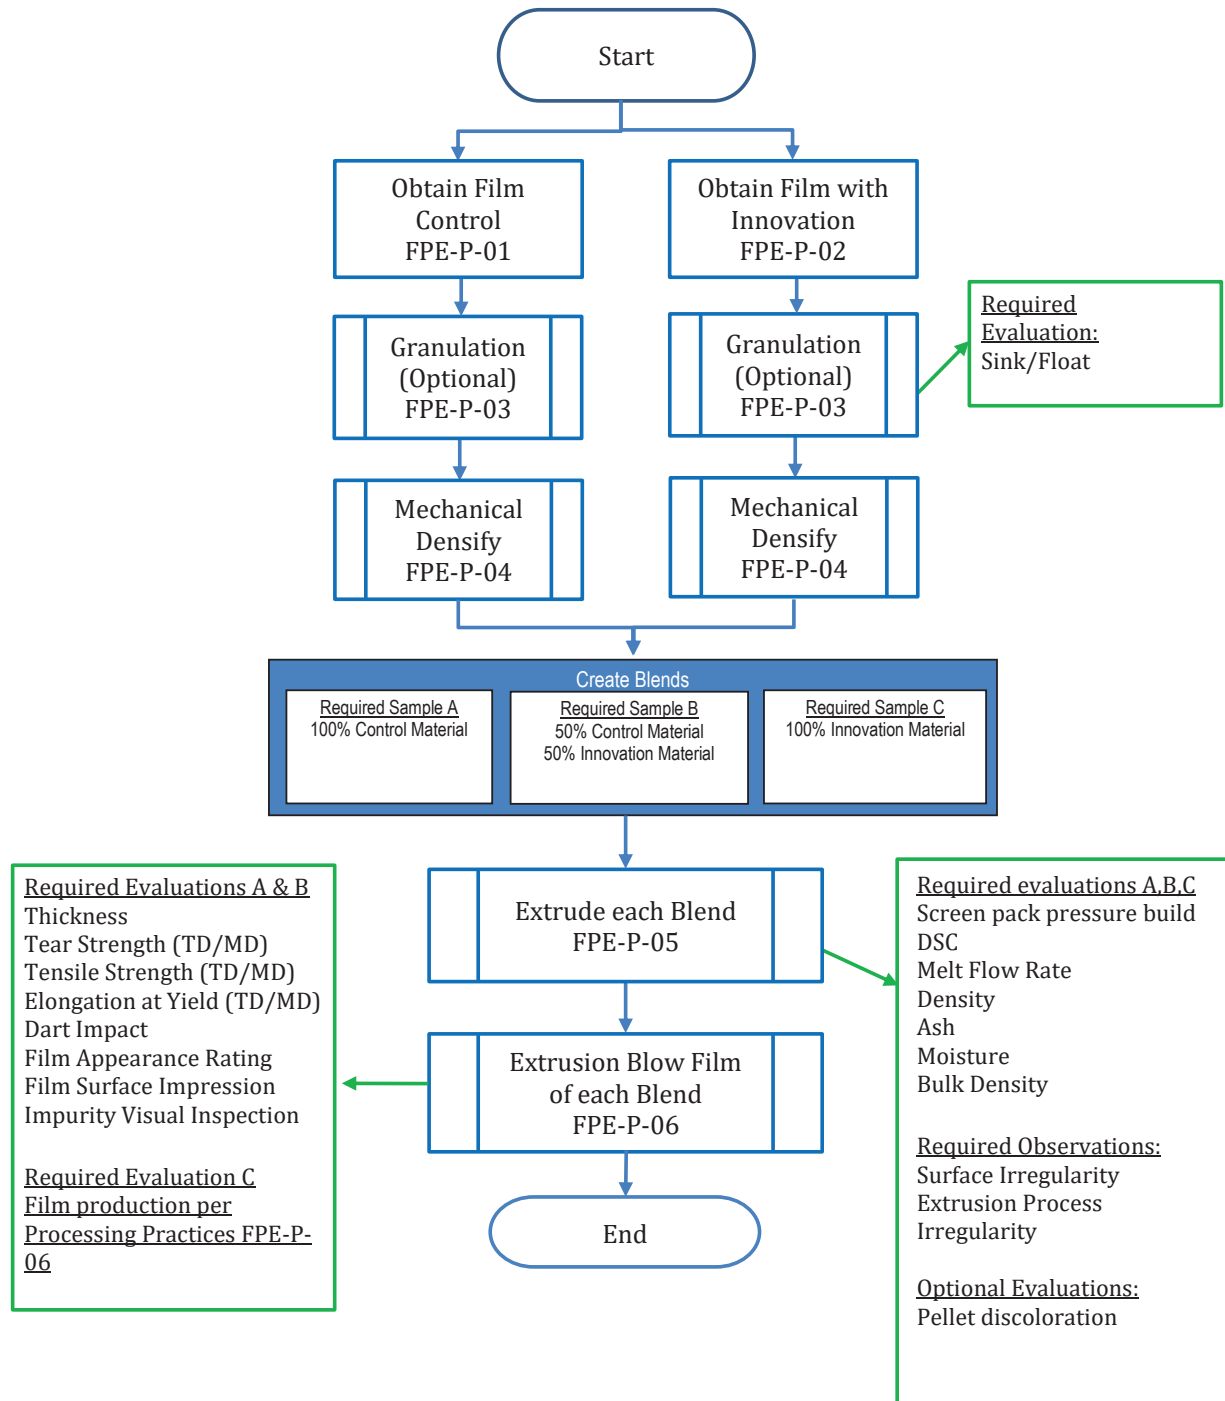 Start
Obtain Film
Control
FPE-P-01
Obtain Film with
Innovation
FPE-P-02
Granulation
(Optional)
FPE-P-03
Granulation
(Optional)
FPE-P-03
Required
Evaluation:
Sink/Float
Mechanical
Densify
FPE-P-04
Mechanical
Densify
FPE-P-04
Create Blends
Required Sample A
100% Control Material
Required Sample B
50% Control Material
50% Innovation Material
Required Sample C
100% Innovation Material
Required Evaluations A & B
Thickness
Tear Strength (TD/MD)
Tensile Strength (TD/MD)
Elongation at Yield (TD/MD)
Dart Impact
Film Appearance Rating
Film Surface Impression
Impurity Visual Inspection
Required Evaluation C
Film production per
Processing Practices FPE-P-
06
Extrude each Blend
FPE-P-05
Extrusion Blow Film
of each Blend
FPE-P-06
End
Required evaluations A,B,C
Screen pack pressure build
DSC
Melt Flow Rate
Density
Ash
Moisture
Bulk Density
Required Observations:
Surface Irregularity
Extrusion Process
Irregularity
Optional Evaluations:
Pellet discoloration